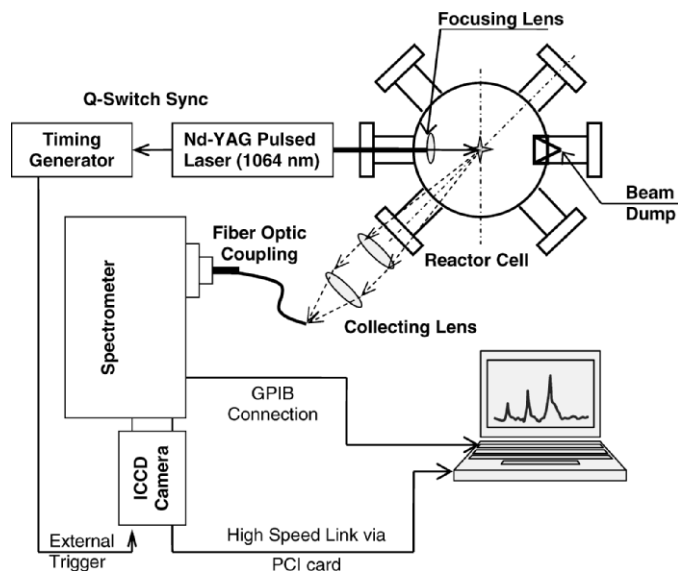 Focusing Lens
Q-Switch Sync
Timing
Generator
Nd-YAG Pulsed
Laser (1064 nm)
Beam
Dump
Fiber Optic
Coupling
Reactor Cell
Collecting Lens
Spectrometer
GPIB
Connection
ICCD
Camera
External
Trigger
High Speed Link via
PCI card